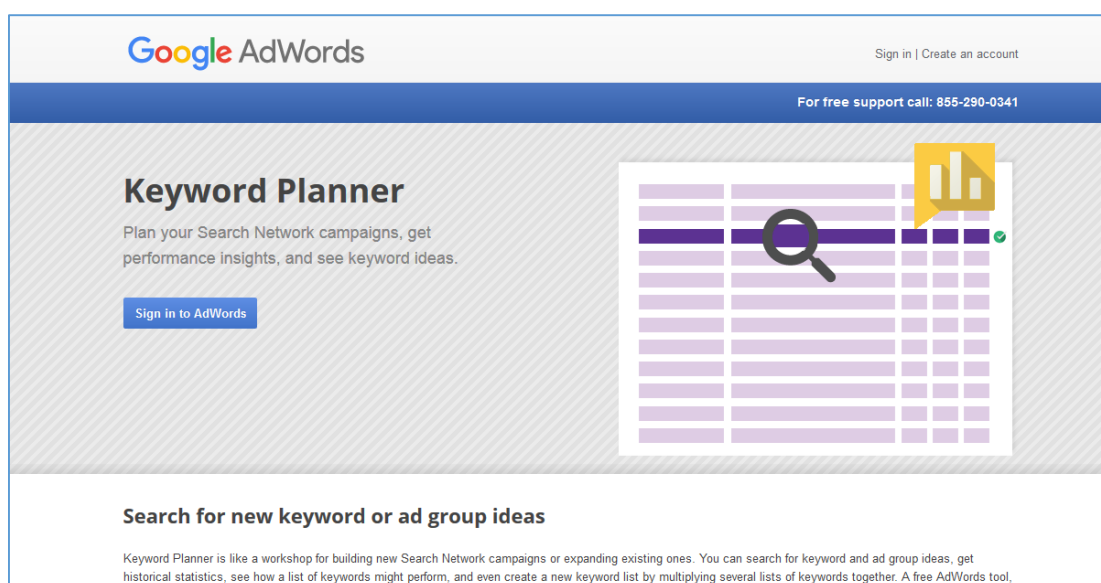 Google AdWords
Sign in | Create an account
For free support call: 855-290-0341
Keyword Planner
Plan your Search Network campaigns, get
performance insights, and see keyword ideas.
Sign in to AdWords
Search for new keyword or ad group ideas
Keyword Planner is like a workshop for building new Search Network campaigns or expanding existing ones. You can search for keyword and ad group ideas, get
historical statistics, see how a list of keywords might perform, and even create a new keyword list by multiplying several lists of keywords together. A free AdWords tool,